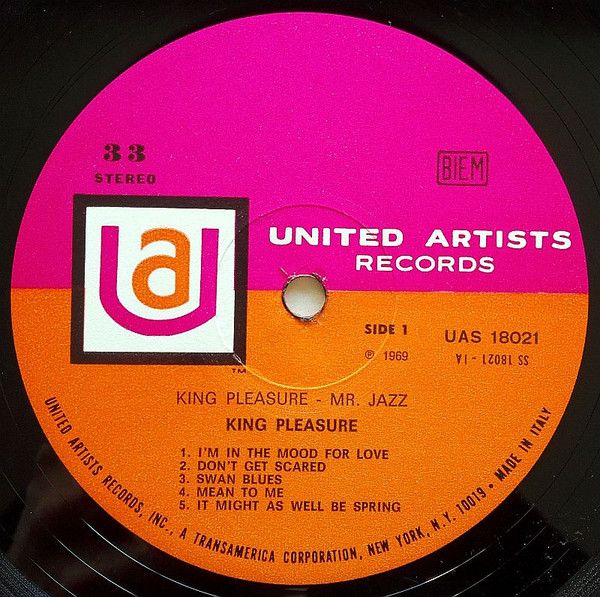 33
STEREO
BIEM
ua
UNITED ARTISTS
RECORDS
TM
SIDE 1
UAS 18021
℗ 1969
SS 18021 - 1A
KING PLEASURE - MR. JAZZ
KING PLEASURE
1. I'M IN THE MOOD FOR LOVE
2. DON'T GET SCARED
3. SWAN BLUES
4. MEAN TO ME
5. IT MIGHT AS WELL BE SPRING
UNITED ARTISTS RECORDS, INC., A TRANSAMERICA CORPORATION, NEW YORK, N.Y. 10019 • MADE IN ITALY